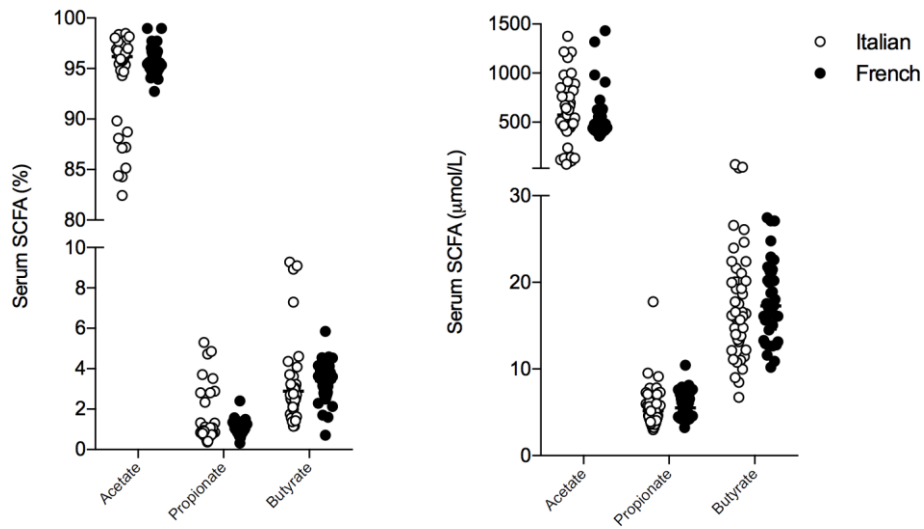 Serum SCFA (%)
100
95
90
85
80
10
8
6
4
2
0
Acetate
Propionate
Butyrate
Serum SCFA (μmol/L)
1500
1000
500
30
20
10
0
Acetate
Propionate
Butyrate
Italian
French